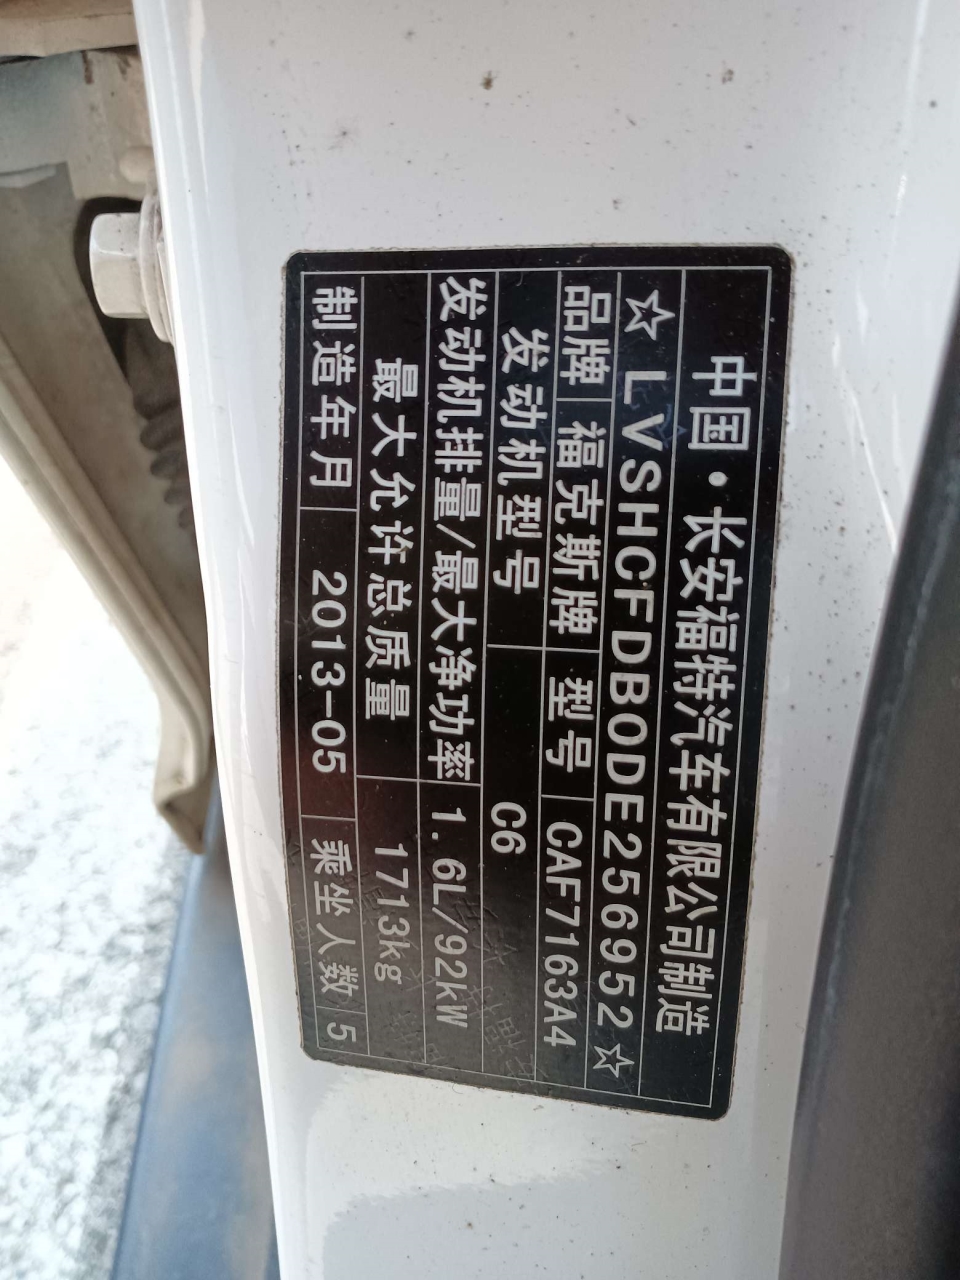 中国·长安福特汽车有限公司制造
☆LVSHCFDB0DE256952☆
品牌 福克斯牌 型号 CAF7163A4
发动机型号 C6
发动机排量/最大净功率 1.6L/92kW
最大允许总质量 1713kg
制造年月 2013-05 乘坐人数 5